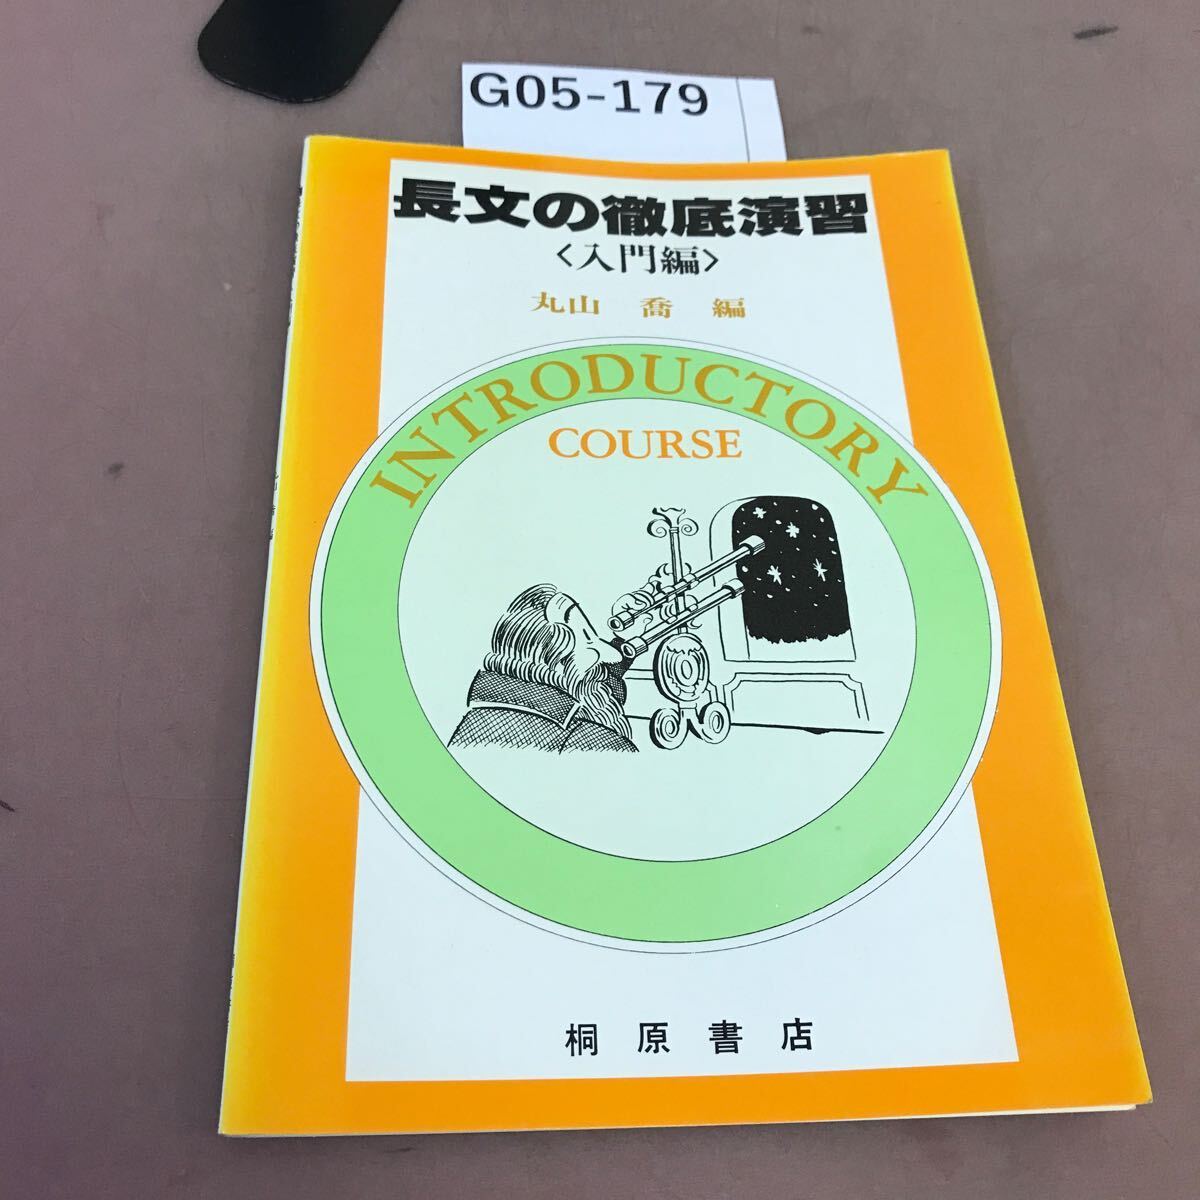 G05-179
長文の徹底演習
〈入門編〉
丸山 喬 編
INTRODUCTORY
COURSE
桐原書店